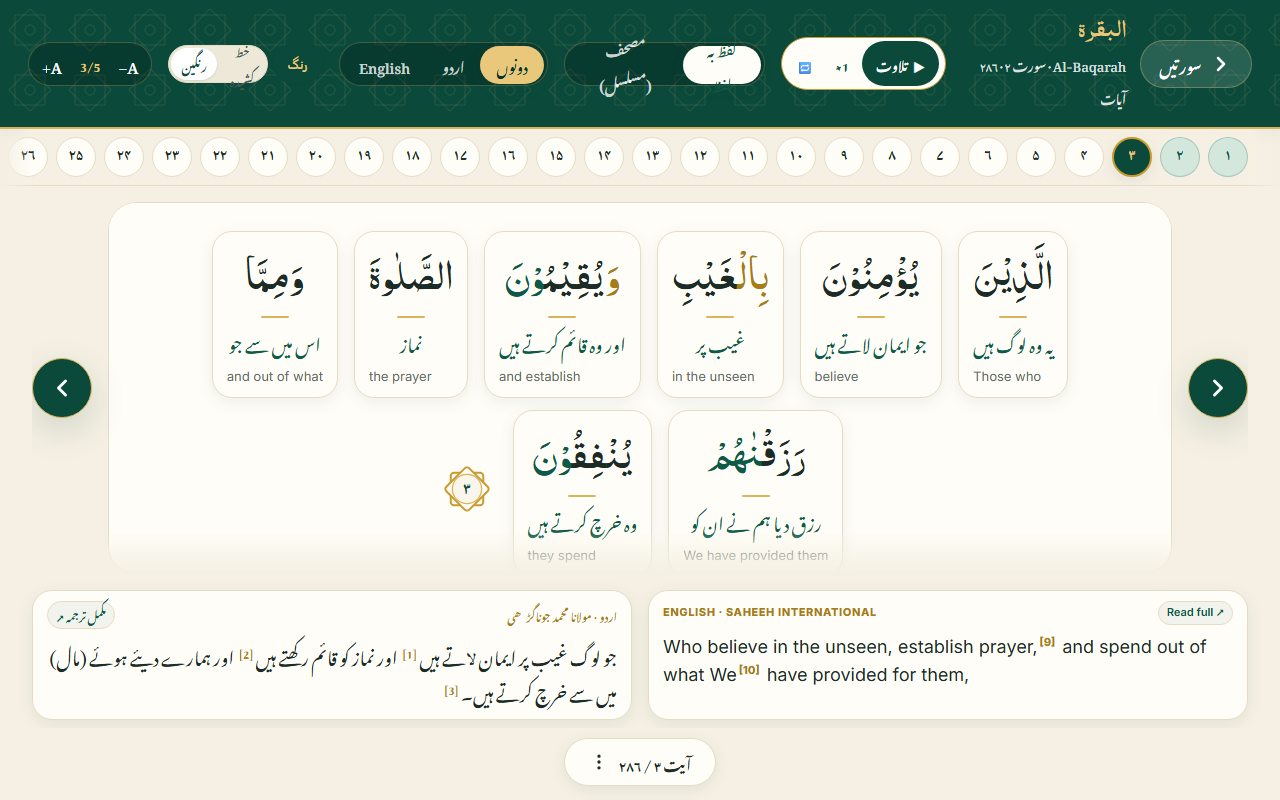 سورتیں
البقرة
Al-Baqarah · سورت ۲ · ۲۸۶ آیات
▶ تلاوت
×1
لفظ بہ
مصحف (مسلسل)
دونوں
اردو
English
رنگ
خط کشیدہ
رنگین
A−
3/5
A+
۱ ۲ ۳ ۴ ۵ ۶ ۷ ۸ ۹ ۱۰ ۱۱ ۱۲ ۱۳ ۱۴ ۱۵ ۱۶ ۱۷ ۱۸ ۱۹ ۲۰ ۲۱ ۲۲ ۲۳ ۲۴ ۲۵ ۲۶
الَّذِيْنَ يُؤْمِنُوْنَ بِالْغَيْبِ وَيُقِيْمُوْنَ الصَّلٰوةَ وَمِمَّا
یہ وہ لوگ ہیں جو ایمان لاتے ہیں غیب پر اور وہ قائم کرتے ہیں نماز اس میں سے جو
Those who believe in the unseen and establish the prayer and out of what
رَزَقْنٰهُمْ يُنْفِقُوْنَ ۳
رزق دیا ہم نے ان کو وہ خرچ کرتے ہیں
We have provided them they spend
اردو · مولانا محمد جوناگڑھی
مکمل ترجمہ ↗
جو لوگ غیب پر ایمان لاتے ہیں [1] اور نماز کو قائم رکھتے ہیں [2] اور ہمارے دیئے ہوئے (مال)
میں سے خرچ کرتے ہیں۔ [3]
ENGLISH · SAHEEH INTERNATIONAL
Read full ↗
Who believe in the unseen, establish prayer,[9] and spend out of
what We[10] have provided for them,
آیت ۳ / ۲۸۶